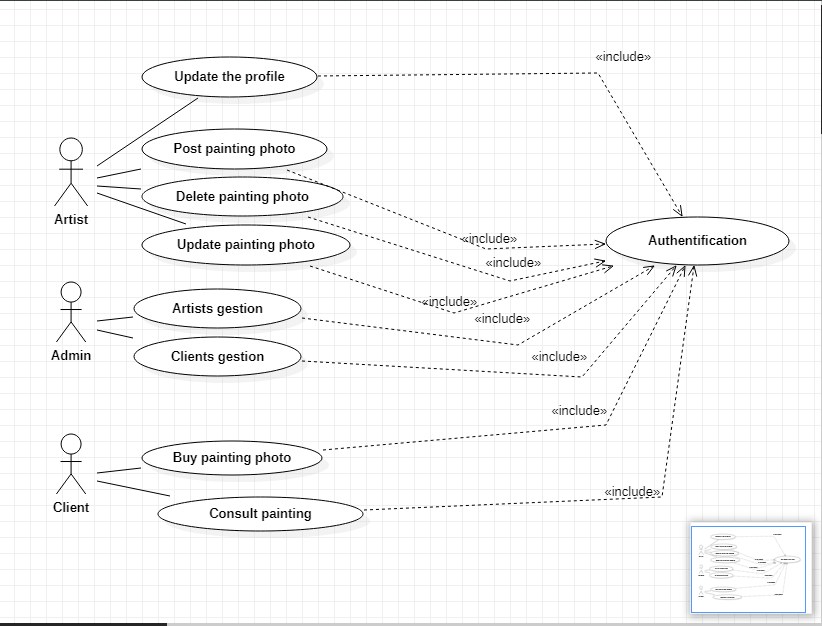 «include»
Update the profile
Post painting photo
Delete painting photo
Artist
Update painting photo
«include»
Authentification
«include»
«include»
Artists gestion
«include»
Admin
Clients gestion
«include»
«include»
Buy painting photo
«include»
Client
Consult painting